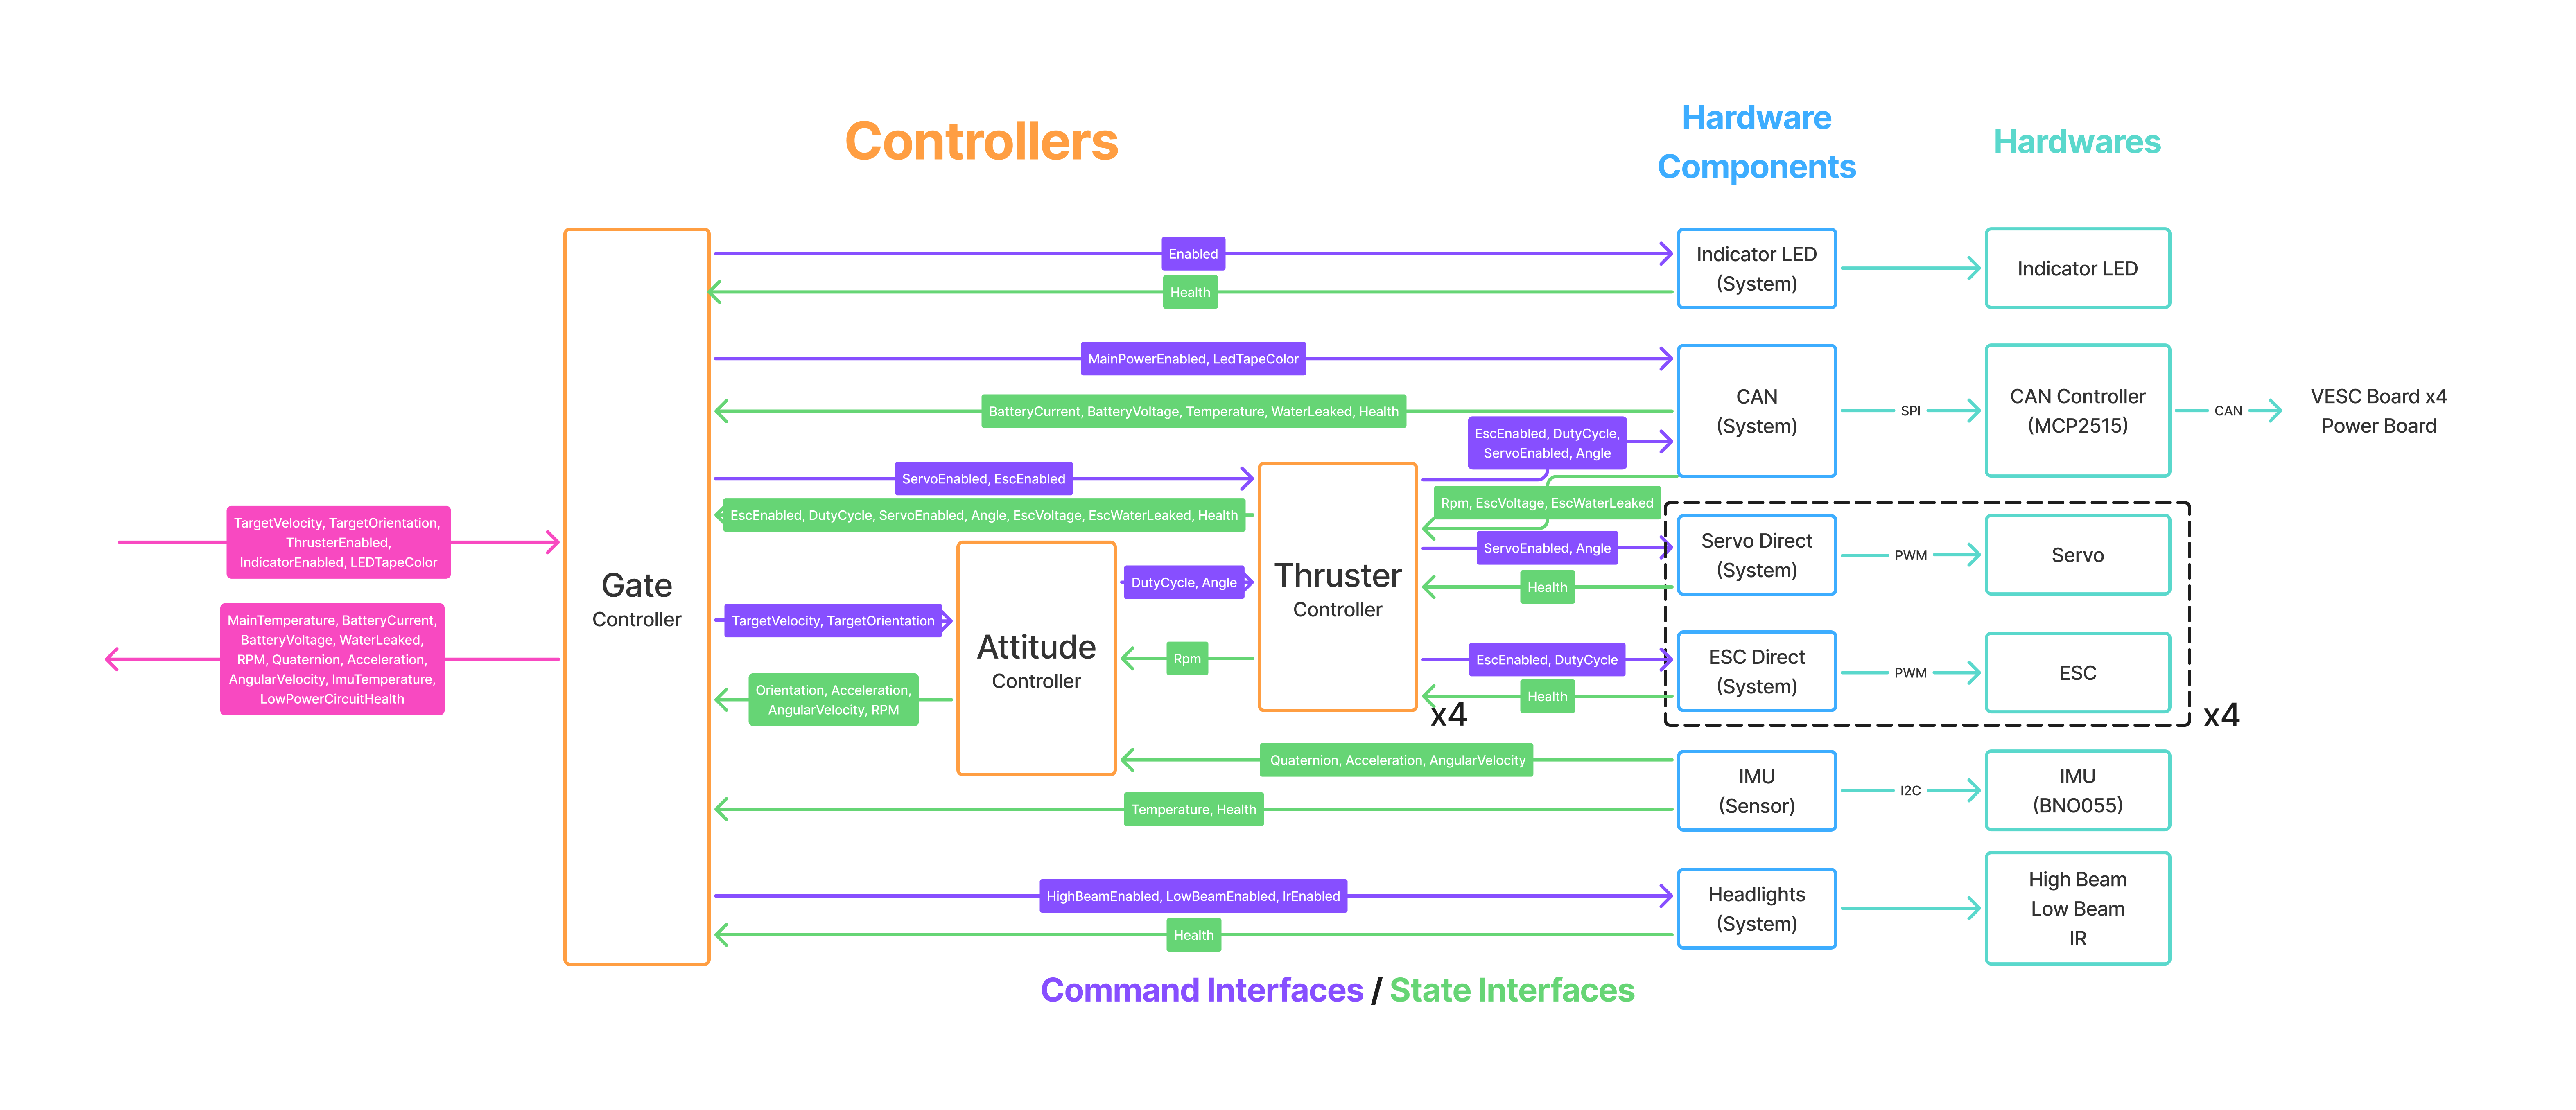 Controllers
Hardware
Components
Hardwares
Enabled
Indicator LED
(System)
Indicator LED
Health
MainPowerEnabled, LedTapeColor
BatteryCurrent, BatteryVoltage, Temperature, WaterLeaked, Health
CAN
(System)
SPI
CAN Controller
(MCP2515)
CAN
VESC Board x4
Power Board
EscEnabled, DutyCycle,
ServoEnabled, Angle
ServoEnabled, EscEnabled
Rpm, EscVoltage, EscWaterLeaked
EscEnabled, DutyCycle, ServoEnabled, Angle, EscVoltage, EscWaterLeaked, Health
TargetVelocity, TargetOrientation,
ThrusterEnabled,
IndicatorEnabled, LEDTapeColor
MainTemperature, BatteryCurrent,
BatteryVoltage, WaterLeaked,
RPM, Quaternion, Acceleration,
AngularVelocity, ImuTemperature,
LowPowerCircuitHealth
Gate
Controller
TargetVelocity, TargetOrientation
Orientation, Acceleration,
AngularVelocity, RPM
Attitude
Controller
DutyCycle, Angle
Rpm
Thruster
Controller
x4
ServoEnabled, Angle
Health
Servo Direct
(System)
PWM
Servo
EscEnabled, DutyCycle
Health
ESC Direct
(System)
PWM
ESC
x4
Quaternion, Acceleration, AngularVelocity
Temperature, Health
IMU
(Sensor)
I2C
IMU
(BNO055)
HighBeamEnabled, LowBeamEnabled, IrEnabled
Health
Headlights
(System)
High Beam
Low Beam
IR
Command Interfaces / State Interfaces